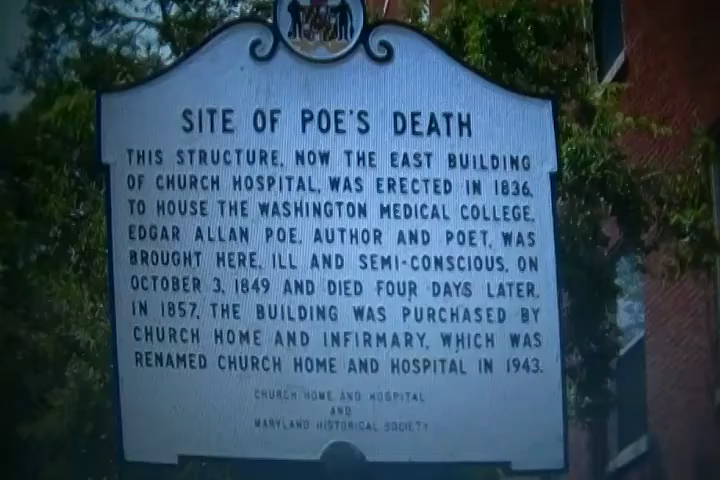 SITE OF POE'S DEATH
THIS STRUCTURE, NOW THE EAST BUILDING
OF CHURCH HOSPITAL, WAS ERECTED IN 1836,
TO HOUSE THE WASHINGTON MEDICAL COLLEGE.
EDGAR ALLAN POE, AUTHOR AND POET, WAS
BROUGHT HERE, ILL AND SEMI-CONSCIOUS, ON
OCTOBER 3, 1849 AND DIED FOUR DAYS LATER.
IN 1857, THE BUILDING WAS PURCHASED BY
CHURCH HOME AND INFIRMARY, WHICH WAS
RENAMED CHURCH HOME AND HOSPITAL IN 1943.
CHURCH HOME AND HOSPITAL
AND
MARYLAND HISTORICAL SOCIETY